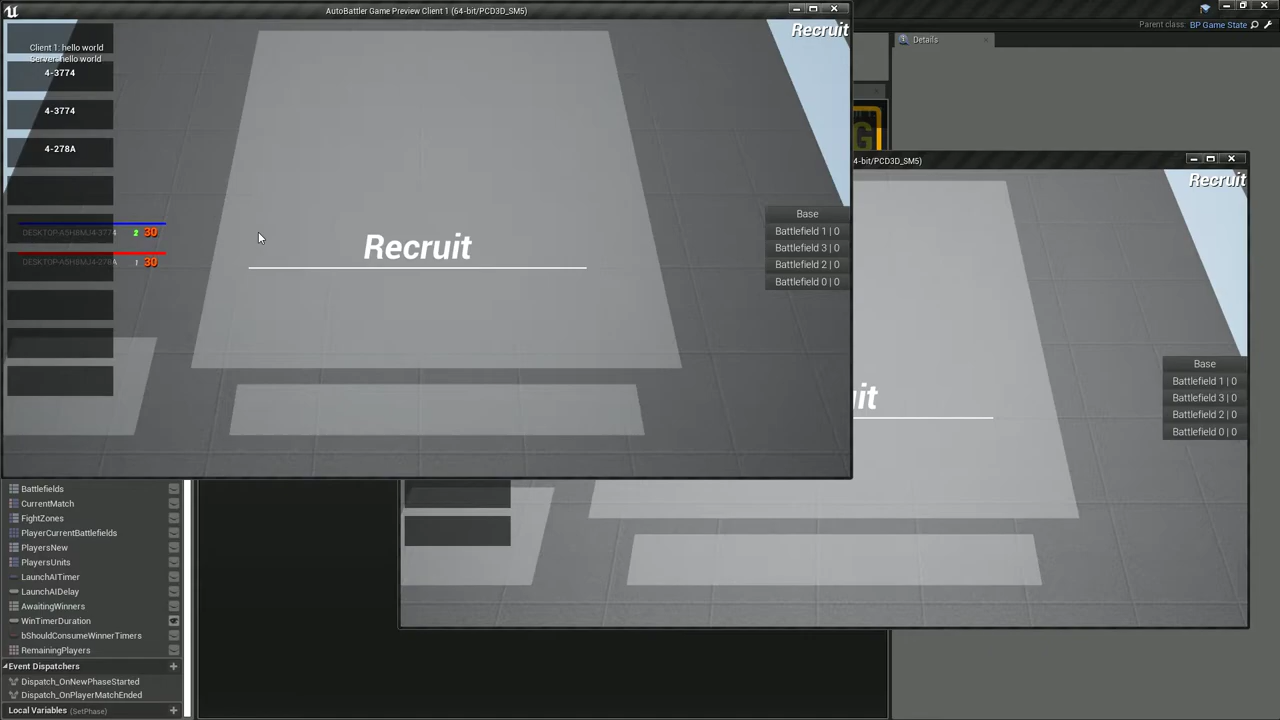 AutoBattler Game Preview Client 1 (64-bit/PCD3D_SM5)
Parent class: BP Game State
Recruit
Details
Client 1: hello world
Server: hello world
4-3774
4-3774
4-278A
DESKTOP-A5H8MJ4-3774 2 30
DESKTOP-A5H8MJ4-278A 1 30
Recruit
Base
Battlefield 1 | 0
Battlefield 3 | 0
Battlefield 2 | 0
Battlefield 0 | 0
4-bit/PCD3D_SM5)
Recruit
uit
Base
Battlefield 1 | 0
Battlefield 3 | 0
Battlefield 2 | 0
Battlefield 0 | 0
Battlefields
CurrentMatch
FightZones
PlayerCurrentBattlefields
PlayersNew
PlayersUnits
LaunchAITimer
LaunchAIDelay
AwaitingWinners
WinTimerDuration
bShouldConsumeWinnerTimers
RemainingPlayers
Event Dispatchers
Dispatch_OnNewPhaseStarted
Dispatch_OnPlayerMatchEnded
Local Variables (SetPhase)